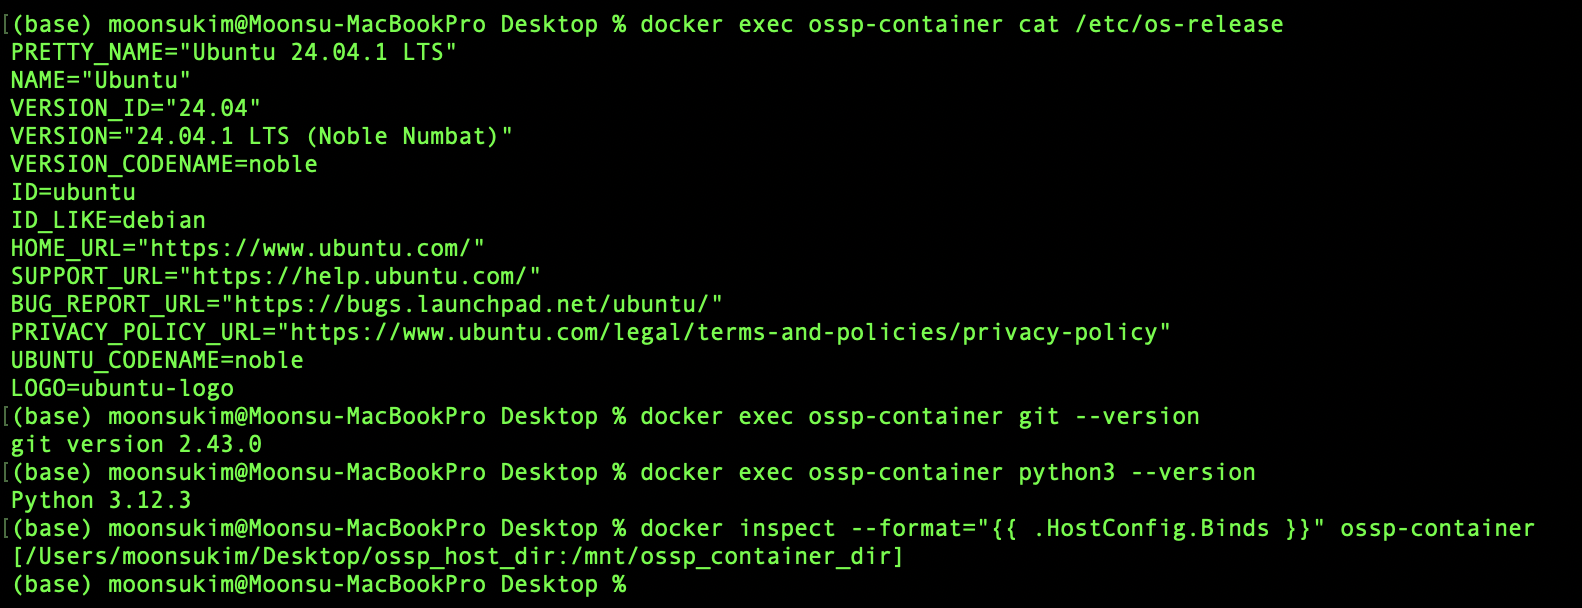 [(base) moonsukim@Moonsu-MacBookPro Desktop % docker exec ossp-container cat /etc/os-release
PRETTY_NAME="Ubuntu 24.04.1 LTS"
NAME="Ubuntu"
VERSION_ID="24.04"
VERSION="24.04.1 LTS (Noble Numbat)"
VERSION_CODENAME=noble
ID=ubuntu
ID_LIKE=debian
HOME_URL="https://www.ubuntu.com/"
SUPPORT_URL="https://help.ubuntu.com/"
BUG_REPORT_URL="https://bugs.launchpad.net/ubuntu/"
PRIVACY_POLICY_URL="https://www.ubuntu.com/legal/terms-and-policies/privacy-policy"
UBUNTU_CODENAME=noble
LOGO=ubuntu-logo
[(base) moonsukim@Moonsu-MacBookPro Desktop % docker exec ossp-container git --version
git version 2.43.0
[(base) moonsukim@Moonsu-MacBookPro Desktop % docker exec ossp-container python3 --version
Python 3.12.3
[(base) moonsukim@Moonsu-MacBookPro Desktop % docker inspect --format="{{ .HostConfig.Binds }}" ossp-container
[/Users/moonsukim/Desktop/ossp_host_dir:/mnt/ossp_container_dir]
(base) moonsukim@Moonsu-MacBookPro Desktop %